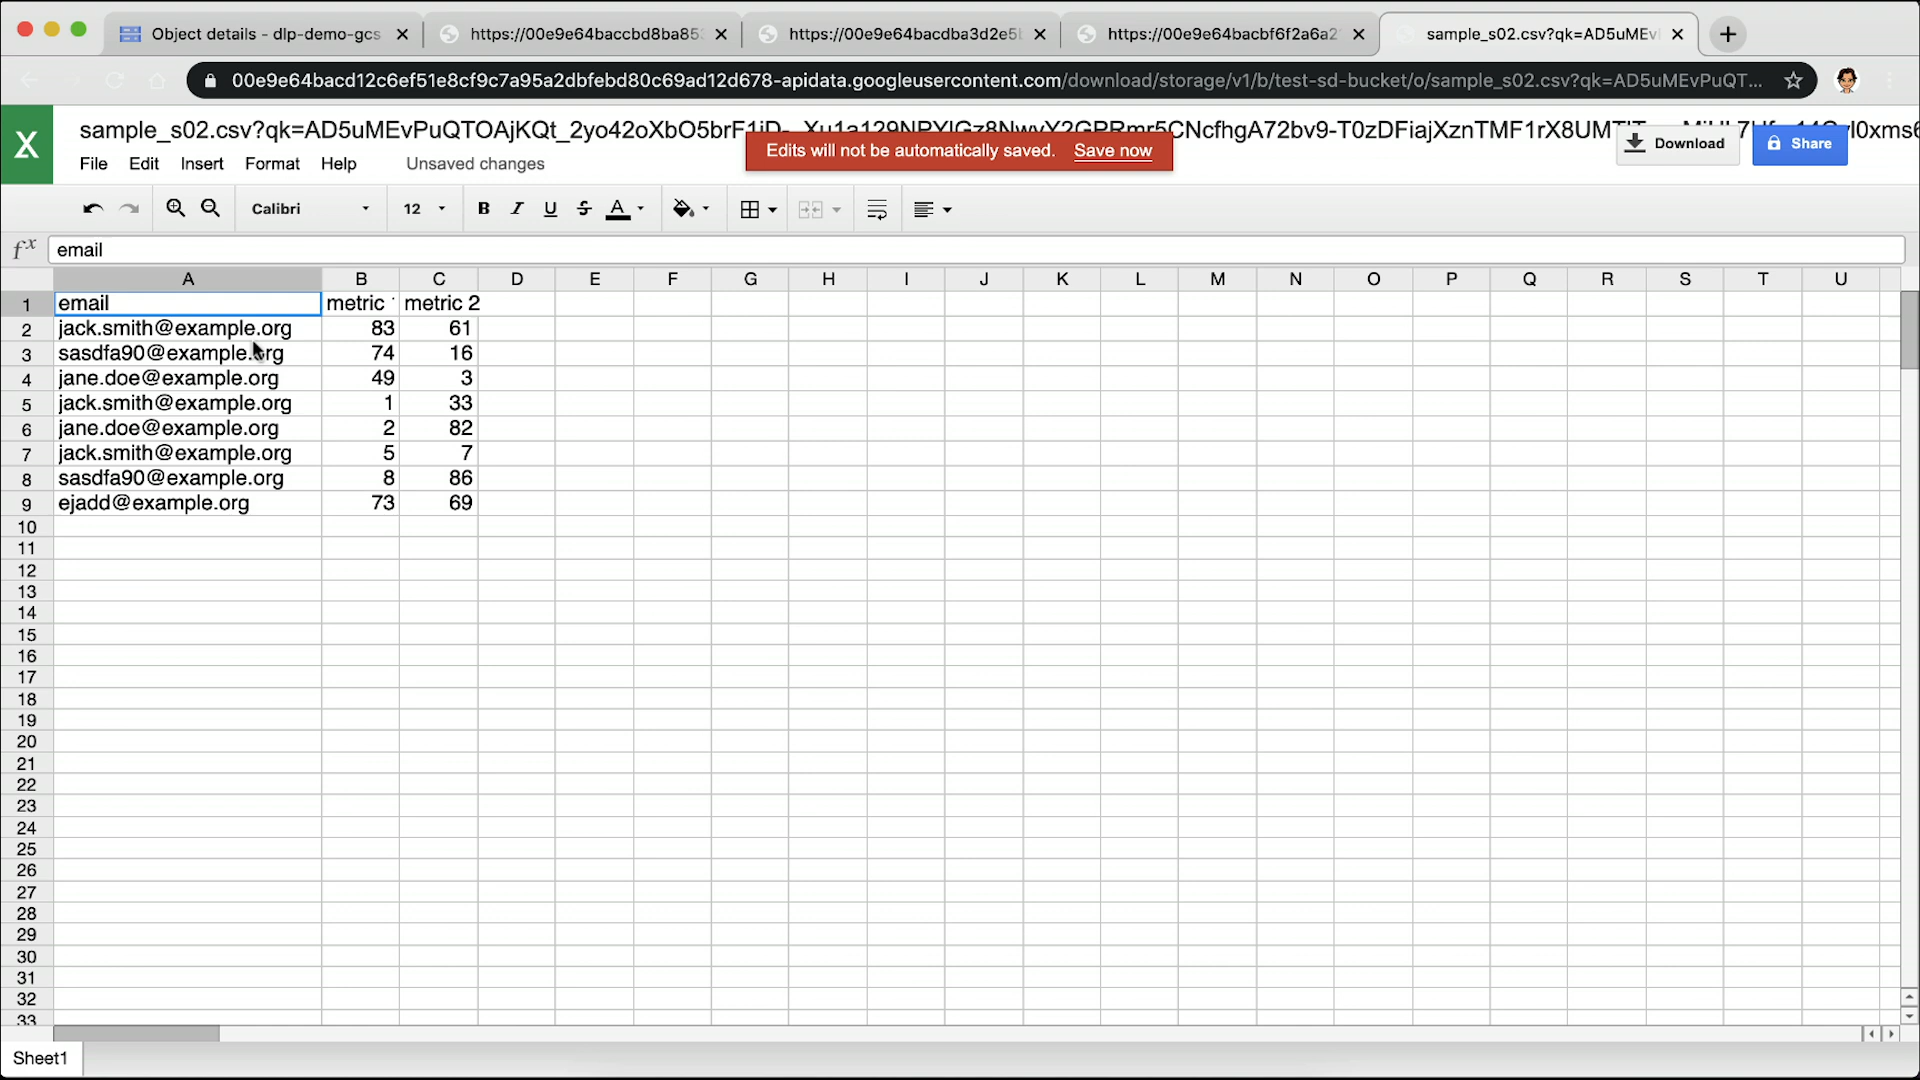 Object details - dlp-demo-gcs
https://00e9e64baccbd8ba85
https://00e9e64bacdba3d2e5
https://00e9e64bacbf6f2a6a2
sample_s02.csv?qk=AD5uMEv
00e9e64bacd12c6ef51e8cf9c7a95a2dbfebd80c69ad12d678-apidata.googleusercontent.com/download/storage/v1/b/test-sd-bucket/o/sample_s02.csv?qk=AD5uMEvPuQT...
X
sample_s02.csv?qk=AD5uMEvPuQTOAjKQt_2yo42oXbO5brF1iD-
File Edit Insert Format Help Unsaved changes
Edits will not be automatically saved. Save now
Download
Share
Calibri 12 B I U S A
fx email
A B C D E F G H I J K L M N O P Q R S T U
1 email metric metric 2
2 jack.smith@example.org 83 61
3 sasdfa90@example.org 74 16
4 jane.doe@example.org 49 3
5 jack.smith@example.org 1 33
6 jane.doe@example.org 2 82
7 jack.smith@example.org 5 7
8 sasdfa90@example.org 8 86
9 ejadd@example.org 73 69
10
11
12
13
14
15
16
17
18
19
20
21
22
23
24
25
26
27
28
29
30
31
32
33
Sheet1